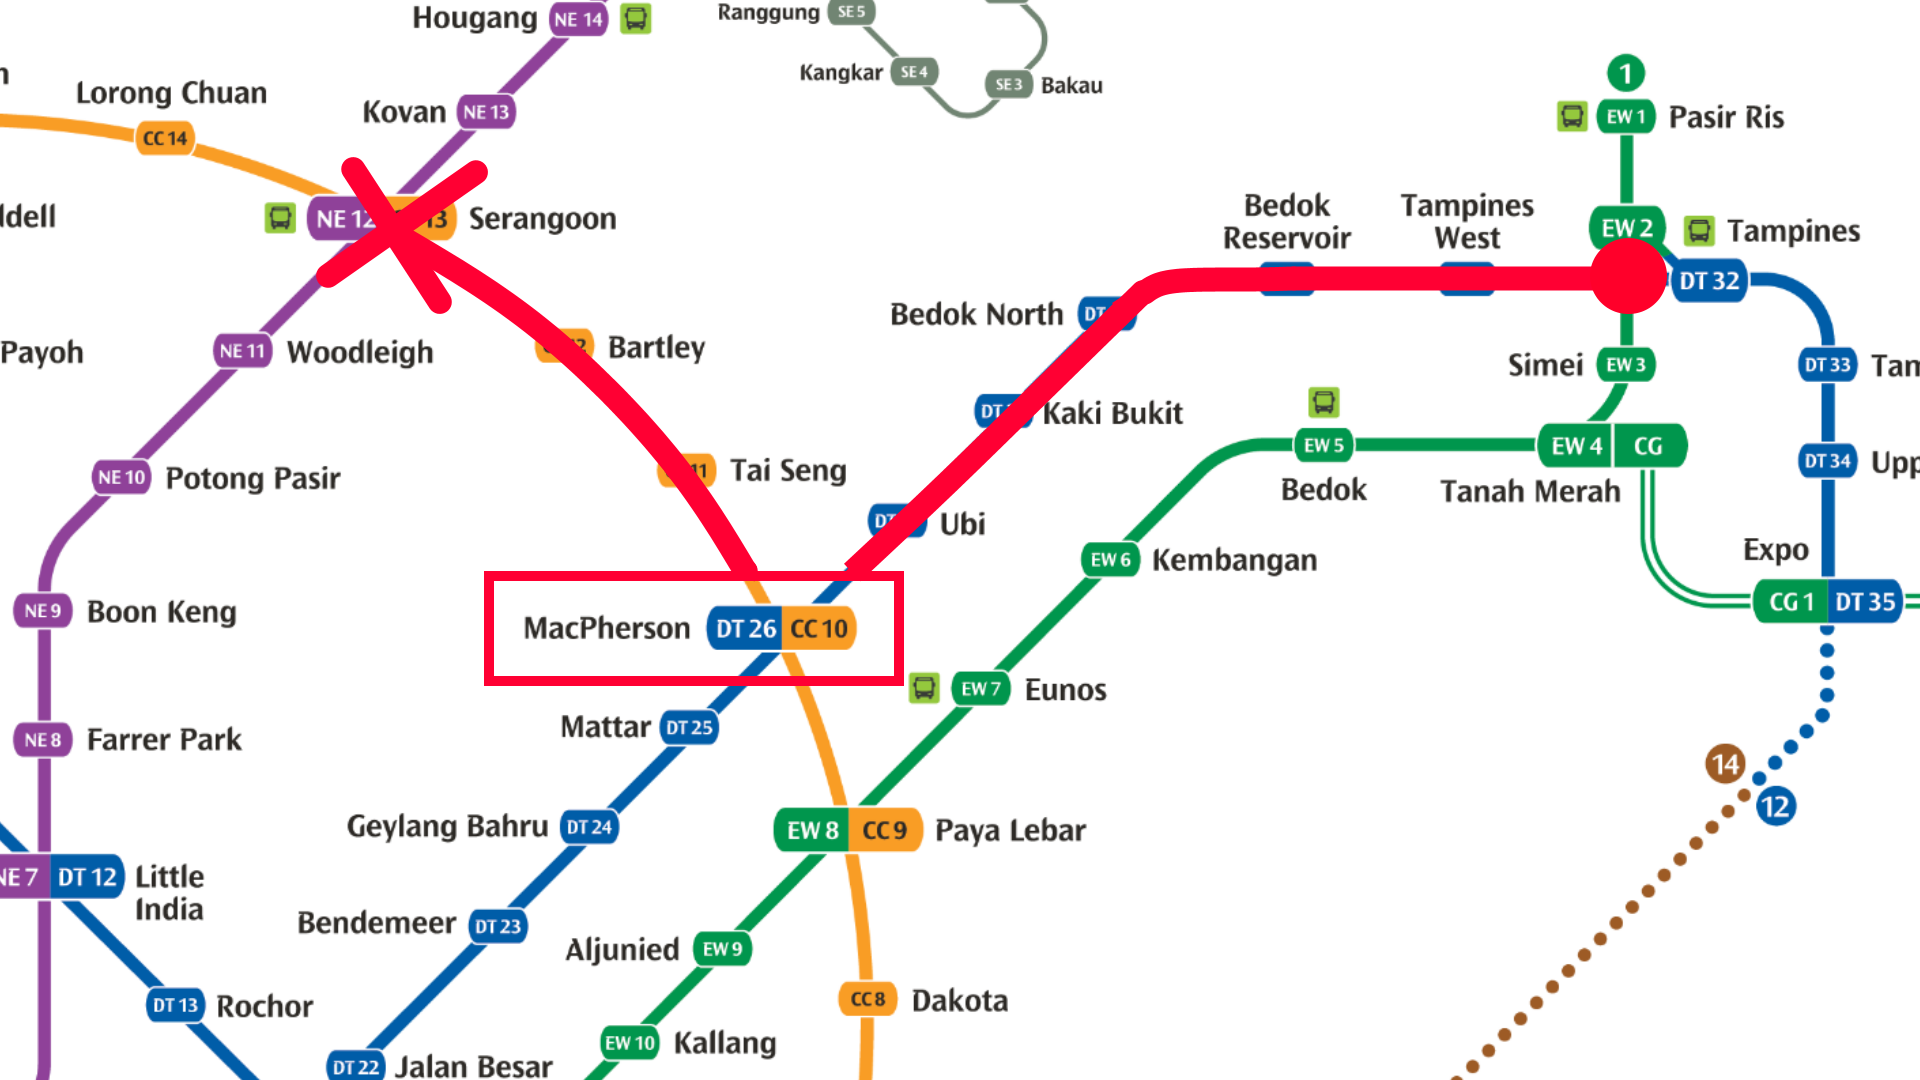 Hougang NE 14
Ranggung SE 5
Kangkar SE 4
SE 3 Bakau
Lorong Chuan
CC 14
Kovan NE 13
1
EW 1 Pasir Ris
NE 12 13 Serangoon
Bedok
Reservoir
Tampines
West
EW 2 Tampines
DT 32
Bedok North DT
NE 11 Woodleigh
Bartley
Payoh
Simei EW 3
DT 33
DT Kaki Bukit
EW 5
Bedok
EW 4 CG
Tanah Merah
DT 34
NE 10 Potong Pasir
11 Tai Seng
DT Ubi
EW 6 Kembangan
Expo
CG 1 DT 35
NE 9 Boon Keng
MacPherson DT 26 CC 10
EW 7 Eunos
Mattar DT 25
NE 8 Farrer Park
14
12
Geylang Bahru DT 24
EW 8 CC 9 Paya Lebar
NE 7 DT 12 Little
India
Bendemeer DT 23
Aljunied EW 9
DT 13 Rochor
CC 8 Dakota
EW 10 Kallang
DT 22 Jalan Besar